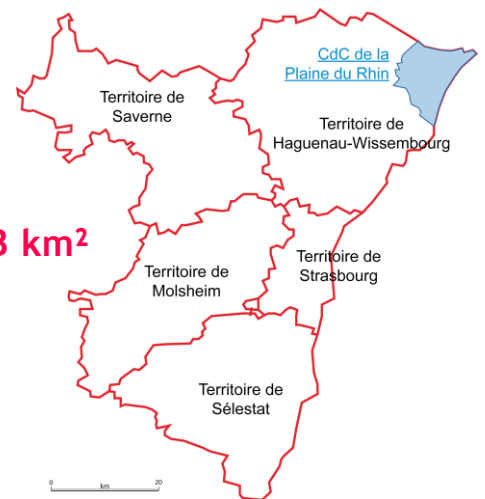 CdC de la
Plaine du Rhin
Territoire de
Saverne
Territoire de
Haguenau-Wissembourg
3 km²
Territoire de
Strasbourg
Territoire de
Molsheim
Territoire de
Sélestat
0 km 20